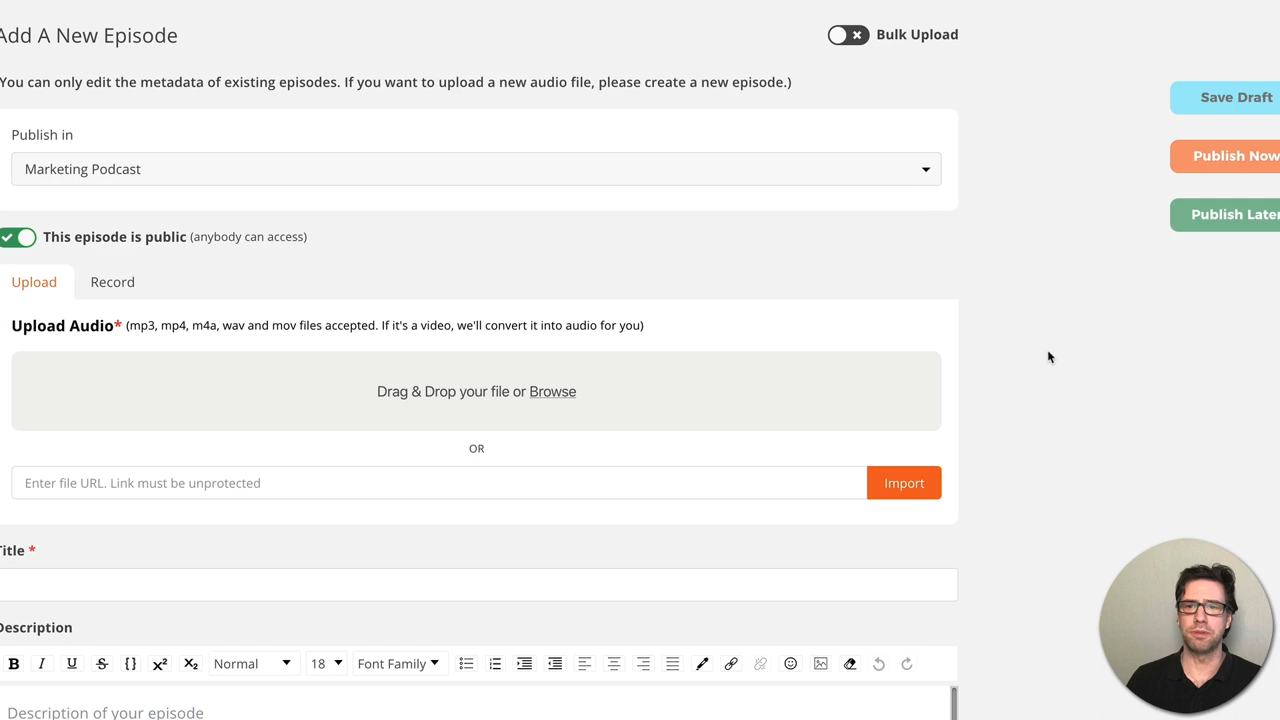 Add A New Episode
Bulk Upload
You can only edit the metadata of existing episodes. If you want to upload a new audio file, please create a new episode.)
Save Draft
Publish in
Marketing Podcast
Publish Now
Publish Later
This episode is public (anybody can access)
Upload
Record
Upload Audio* (mp3, mp4, m4a, wav and mov files accepted. If it's a video, we'll convert it into audio for you)
Drag & Drop your file or Browse
OR
Enter file URL. Link must be unprotected
Import
Title *
Description
B I U S {} X² X₂ Normal 18 Font Family
Description of your episode